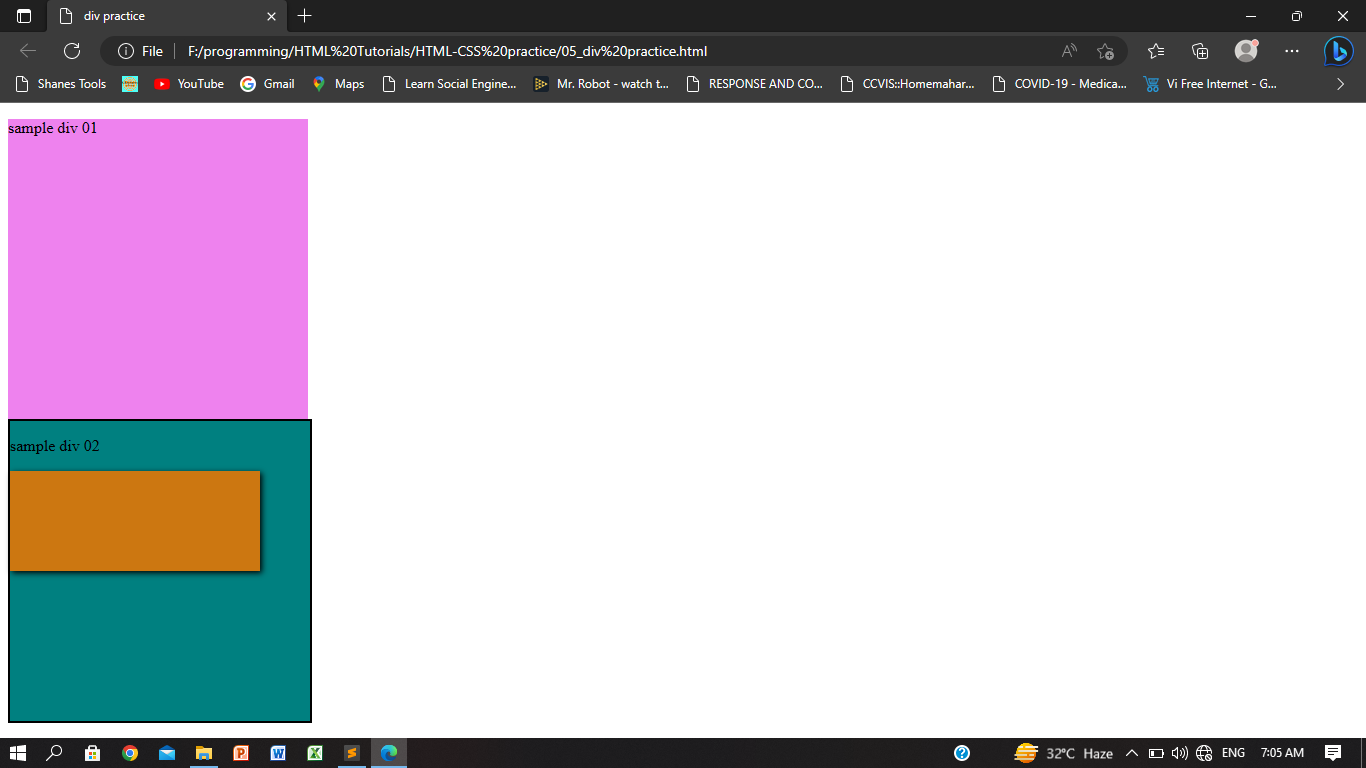 div practice
File F:/programming/HTML%20Tutorials/HTML-CSS%20practice/05_div%20practice.html
Shanes Tools YouTube Gmail Maps Learn Social Engine... Mr. Robot - watch t... RESPONSE AND CO... CCVIS::Homemahar... COVID-19 - Medica... Vi Free Internet - G...
sample div 01
sample div 02
32°C Haze ENG 7:05 AM